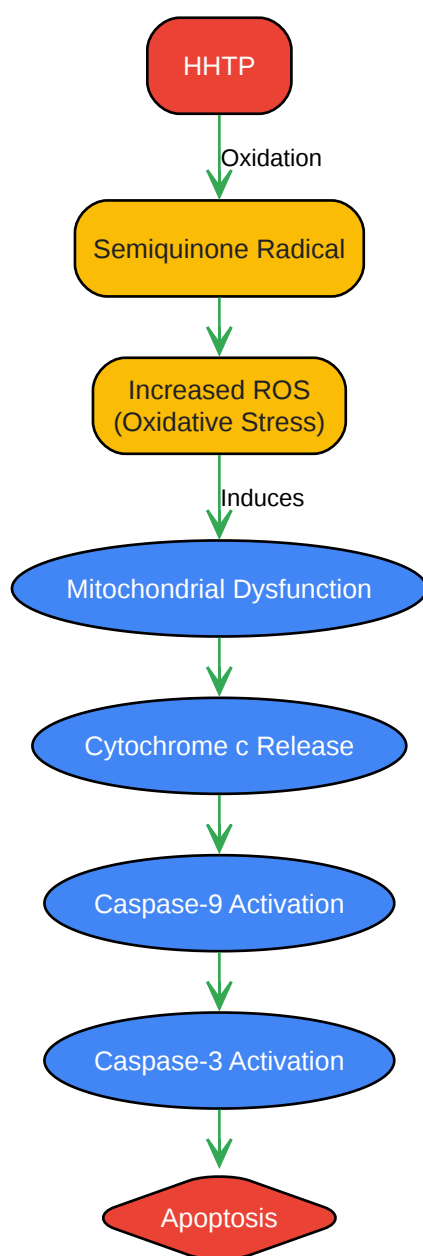 HHTP
Oxidation
Semiquinone Radical
Increased ROS
(Oxidative Stress)
Induces
Mitochondrial Dysfunction
Cytochrome c Release
Caspase-9 Activation
Caspase-3 Activation
Apoptosis